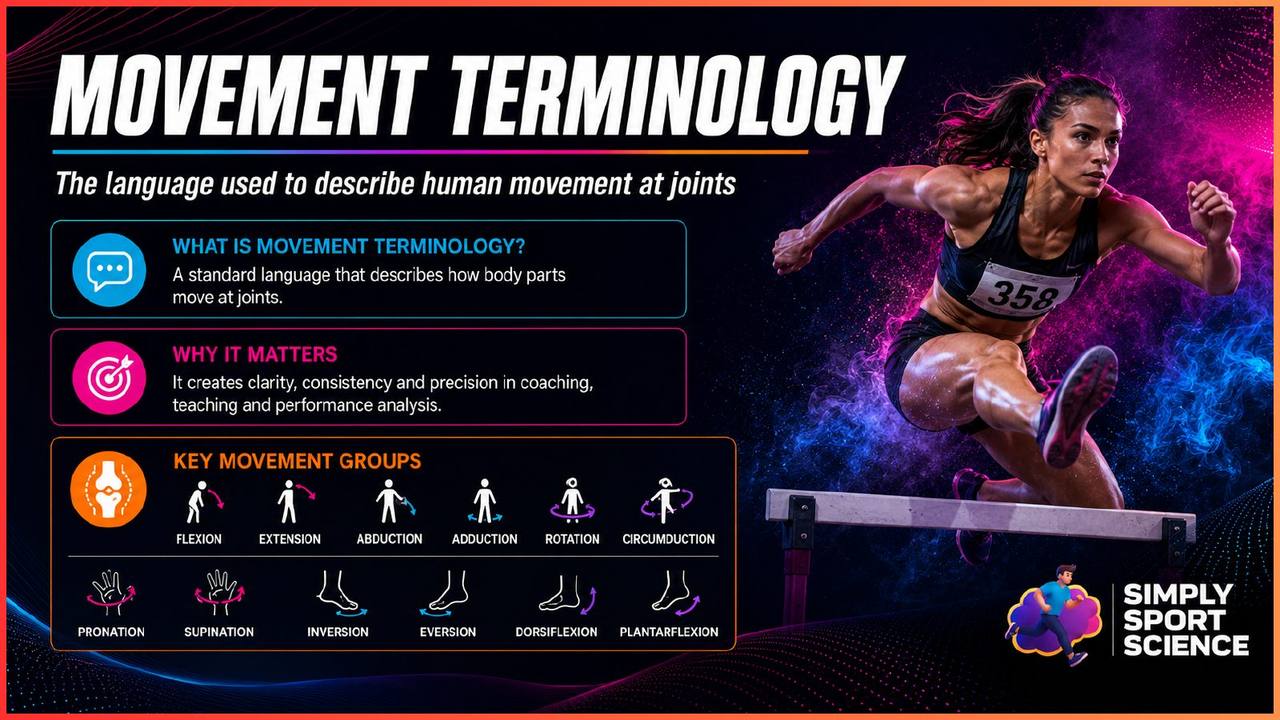 MOVEMENT TERMINOLOGY
The language used to describe human movement at joints
WHAT IS MOVEMENT TERMINOLOGY?
A standard language that describes how body parts
move at joints.
WHY IT MATTERS
It creates clarity, consistency and precision in coaching,
teaching and performance analysis.
KEY MOVEMENT GROUPS
FLEXION EXTENSION ABDUCTION ADDUCTION ROTATION CIRCUMDUCTION
PRONATION SUPINATION INVERSION EVERSION DORSIFLEXION PLANTARFLEXION
358
SIMPLY
SPORT
SCIENCE